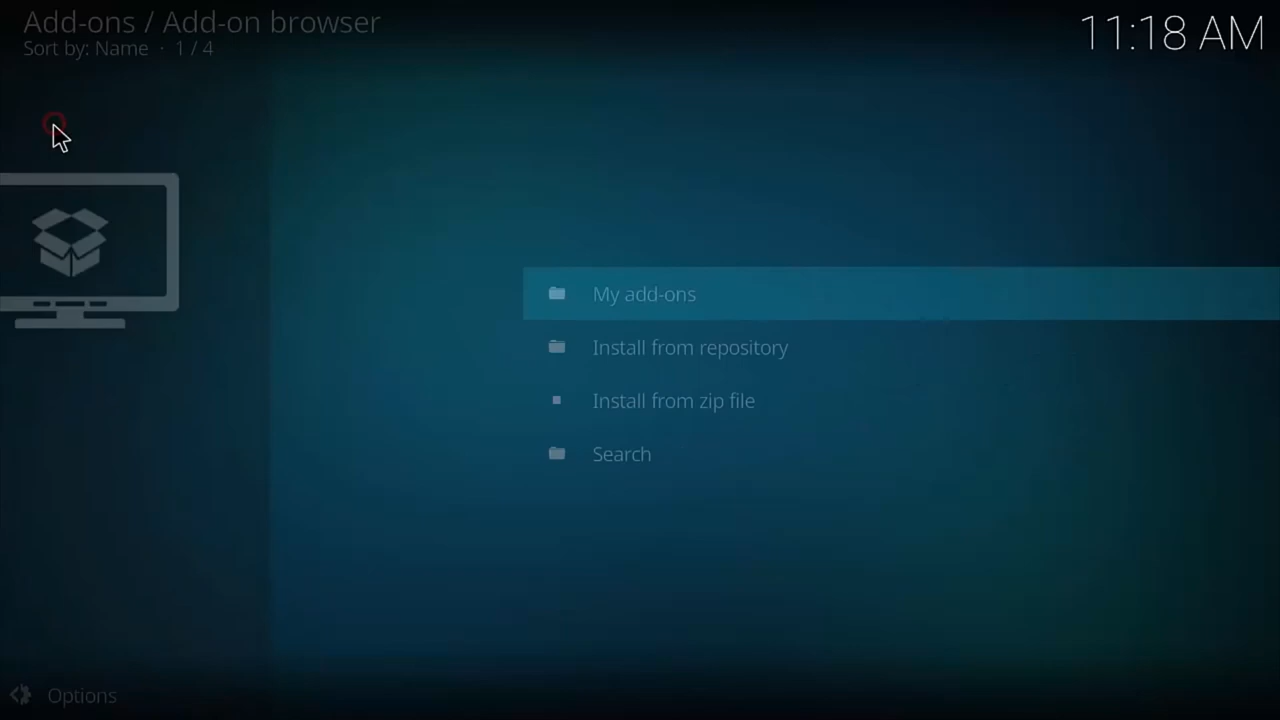 Add-ons / Add-on browser
Sort by: Name · 1 / 4
11:18 AM
My add-ons
Install from repository
Install from zip file
Search
Options